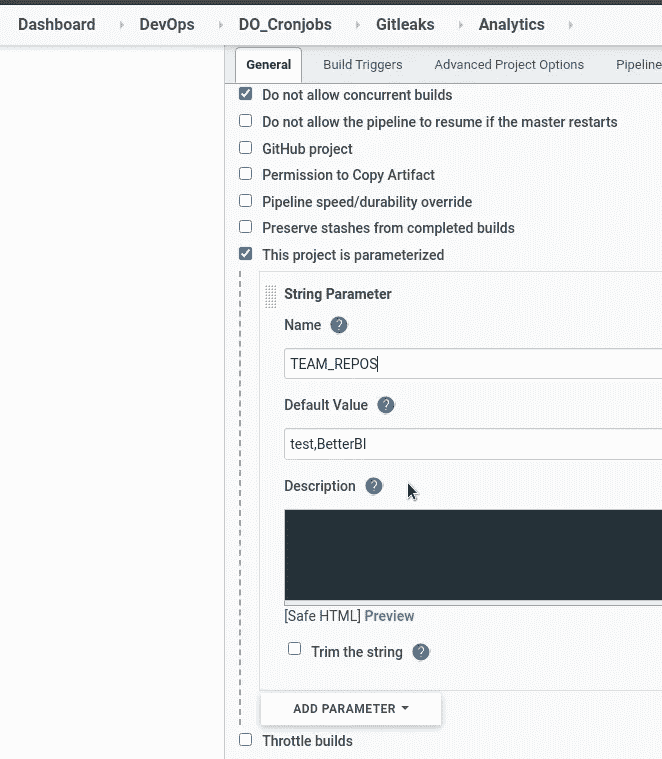 Dashboard DevOps DO_Cronjobs Gitleaks Analytics
General Build Triggers Advanced Project Options Pipeline
Do not allow concurrent builds
Do not allow the pipeline to resume if the master restarts
GitHub project
Permission to Copy Artifact
Pipeline speed/durability override
Preserve stashes from completed builds
This project is parameterized
String Parameter
Name ?
TEAM_REPOS
Default Value ?
test,BetterBI
Description ?
[Safe HTML] Preview
Trim the string ?
ADD PARAMETER
Throttle builds